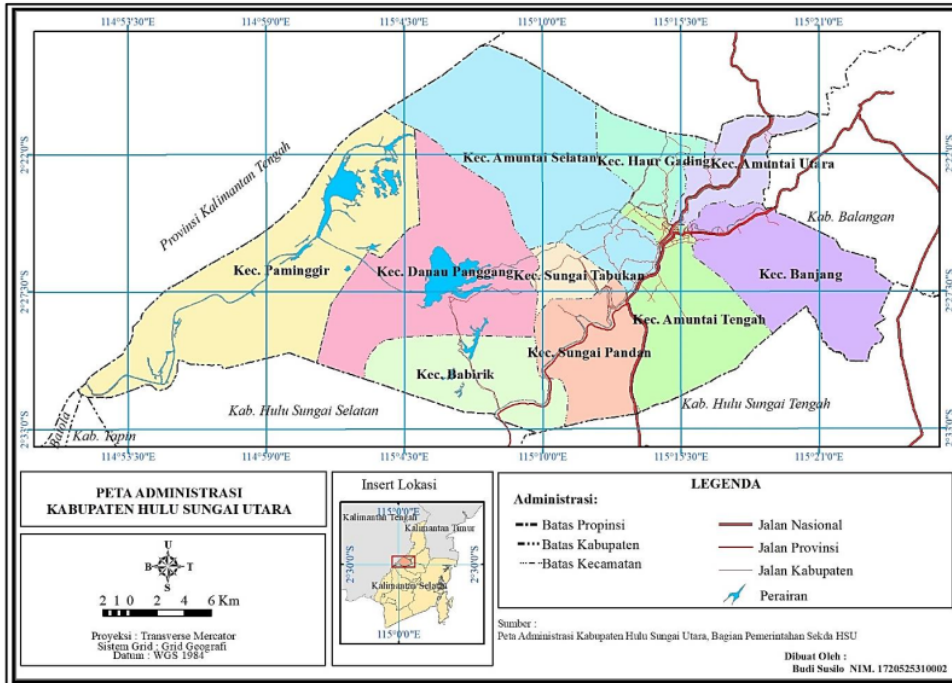 114°53'30"E 114°59'0"E 115°4'30"E 115°10'0"E 115°15'30"E 115°21'0"E
2°22'0"S
2°22'0"S
Kec. Amuntai Selatan
Kec. Haur Gading
Kec. Amuntai Utara
Provinsi Kalimantan Tengah
Kab. Balangan
Kec. Paminggir
Kec. Danau Panggang
Kec. Sungai Tabukan
Kec. Banjang
2°27'30"S
Kec. Amuntai Tengah
Kec. Sungai Pandan
Kec. Babirik
Kab. Hulu Sungai Selatan
Kab. Hulu Sungai Tengah
Batola
Kab. Tapin
2°33'0"S
114°53'30"E 114°59'0"E 115°4'30"E 115°10'0"E 115°15'30"E 115°21'0"E
PETA ADMINISTRASI
KABUPATEN HULU SUNGAI UTARA
U
B T
S
2 1 0 2 4 6 Km
Proyeksi : Transverse Mercator
Sistem Grid : Grid Geografi
Datum : WGS 1984
Insert Lokasi
115°0'0"E
Kalimantan Tengah
Kalimantan Timur
2°30'0"S
2°30'0"S
Kalimantan Selatan
115°0'0"E
LEGENDA
Administrasi:
Batas Propinsi
Batas Kabupaten
Batas Kecamatan
Jalan Nasional
Jalan Provinsi
Jalan Kabupaten
Perairan
Sumber :
Peta Administrasi Kabupaten Hulu Sungai Utara, Bagian Pemerintahan Sekda HSU
Dibuat Oleh :
Budi Susilo NIM. 1720525310002